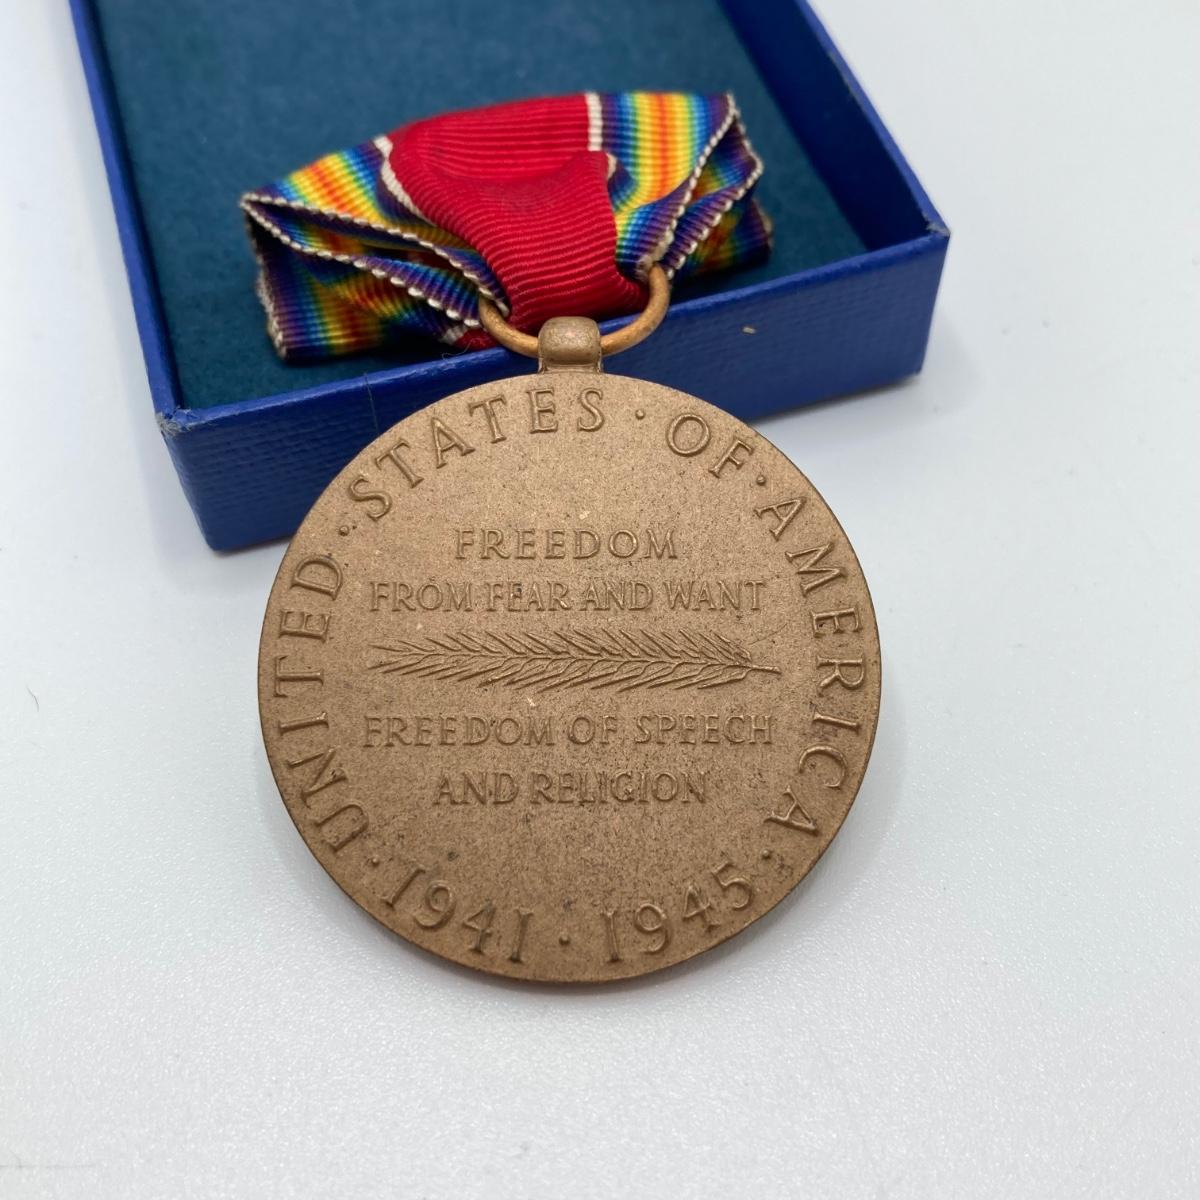 UNITED · STATES · OF · AMERICA ·
FREEDOM
FROM FEAR AND WANT
FREEDOM OF SPEECH
AND RELIGION
· 1941 · 1945